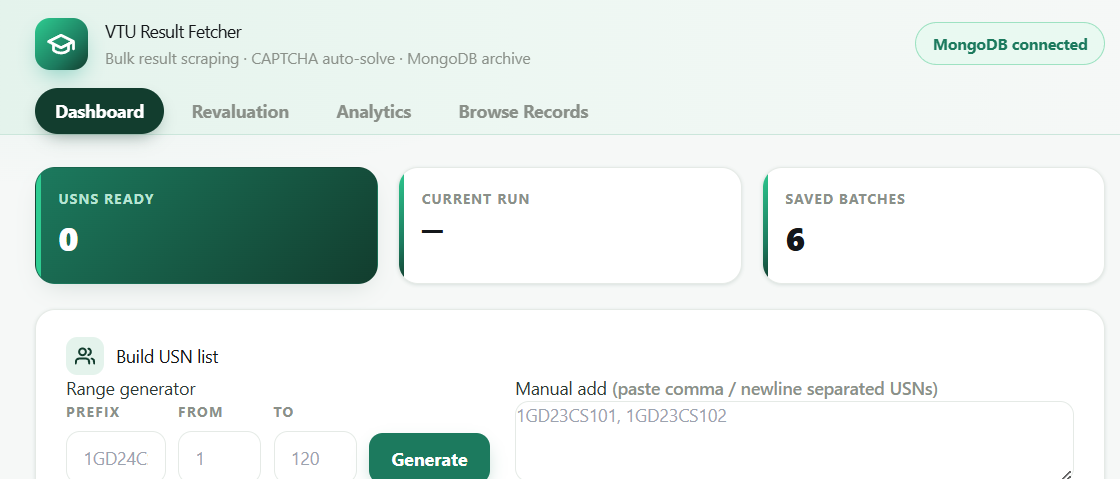 VTU Result Fetcher
Bulk result scraping · CAPTCHA auto-solve · MongoDB archive
MongoDB connected
Dashboard Revaluation Analytics Browse Records
USNS READY
0
CURRENT RUN
—
SAVED BATCHES
6
Build USN list
Range generator
PREFIX FROM TO
1GD24C 1 120 Generate
Manual add (paste comma / newline separated USNs)
1GD23CS101, 1GD23CS102